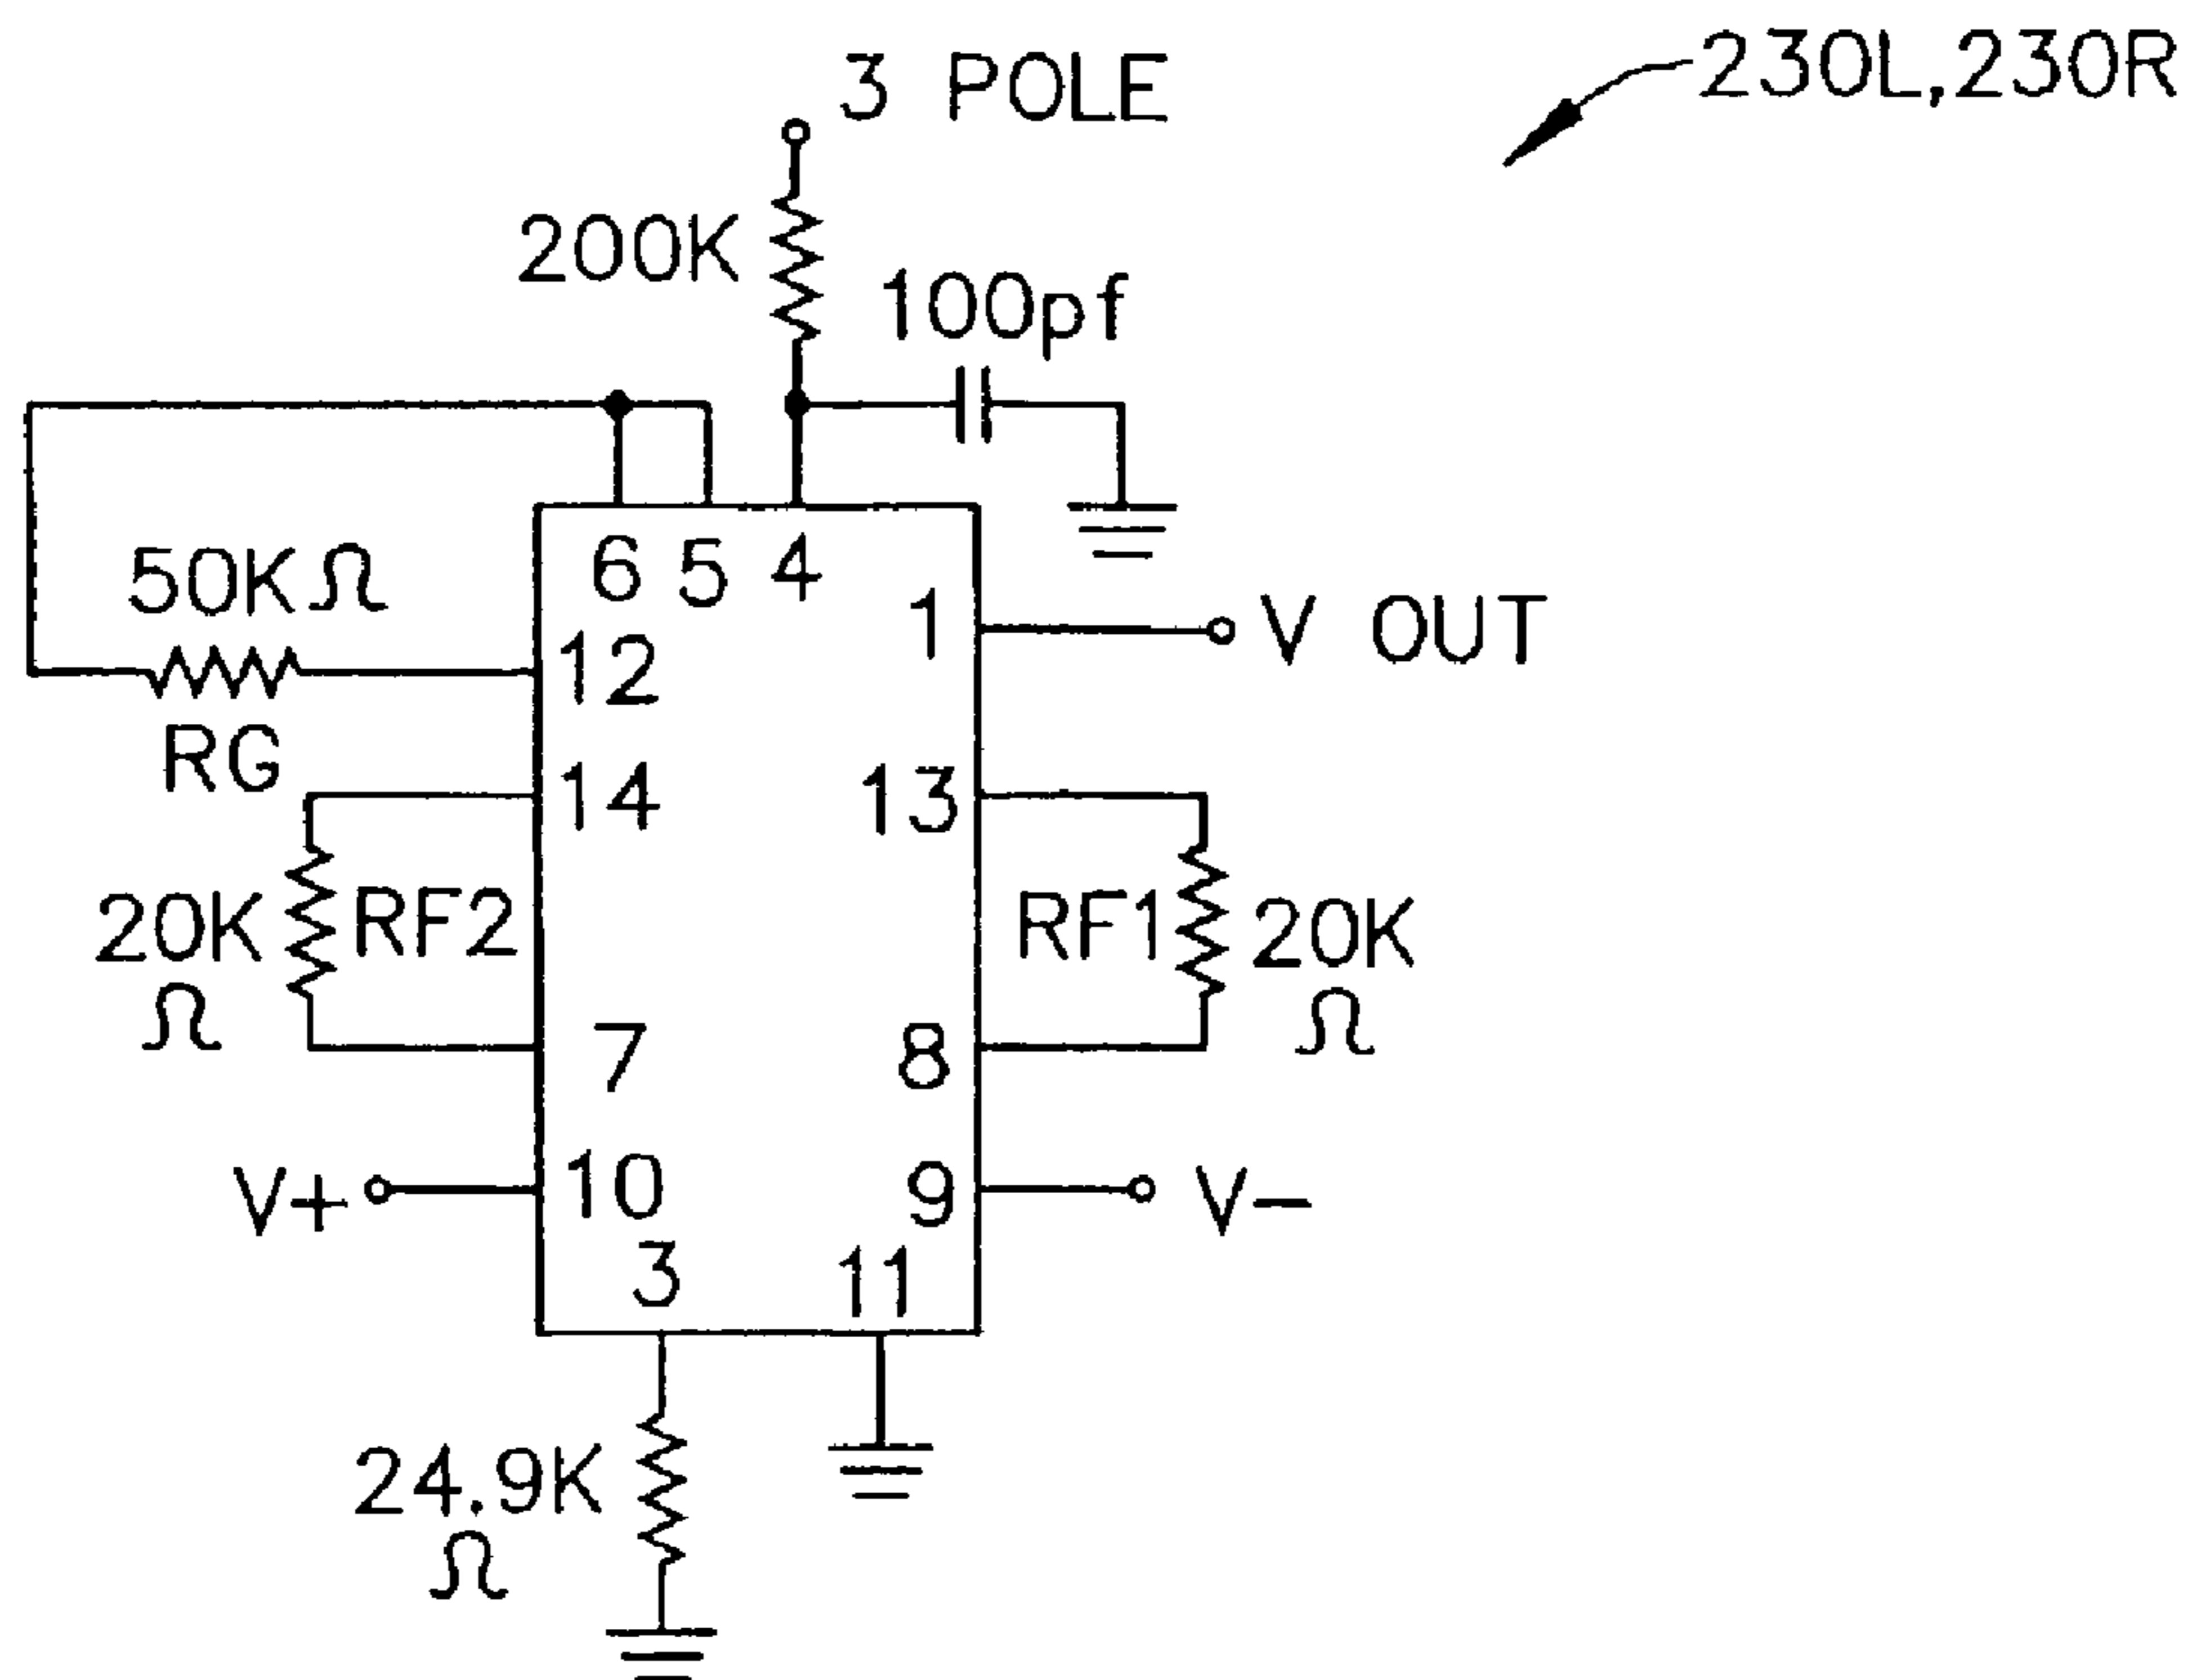 3 POLE
230L,230R
200K
100pf
6 5 4
50KΩ
1
V OUT
12
RG
14
13
20K
Ω
RF2
RF1
20K
Ω
7
8
V+
10
9
V-
3
11
24.9K
Ω